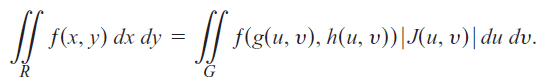 ∬_R f(x, y) dx dy = ∬_G f(g(u, v), h(u, v))|J(u, v)| du dv.